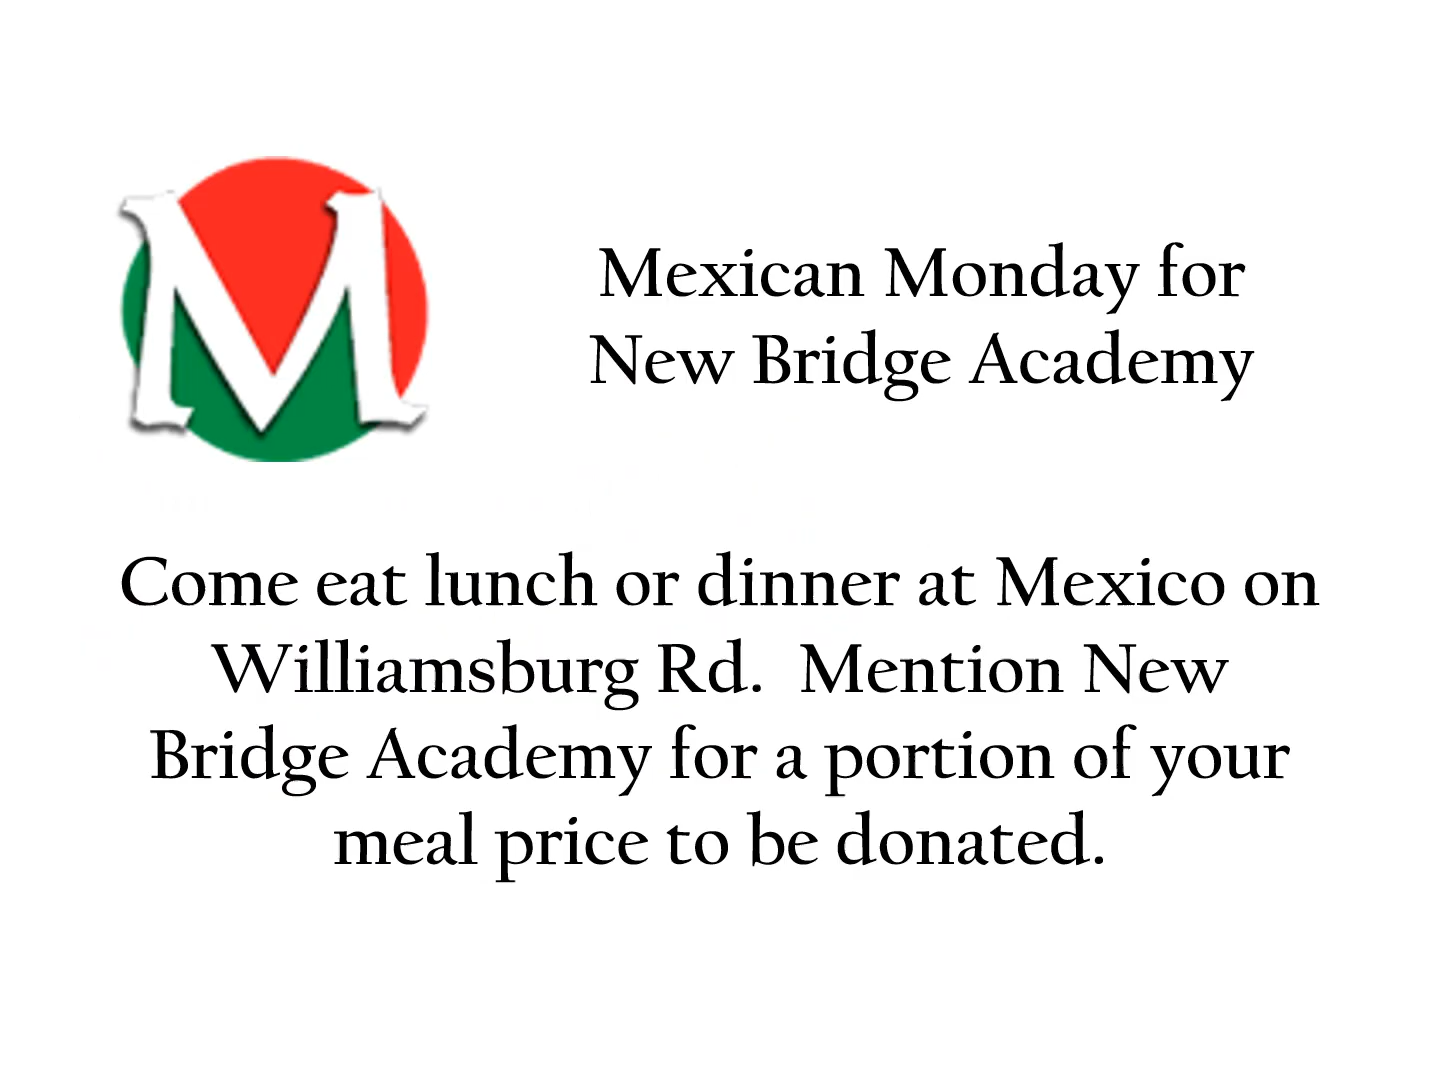 M
Mexican Monday for
New Bridge Academy
Come eat lunch or dinner at Mexico on
Williamsburg Rd.  Mention New
Bridge Academy for a portion of your
meal price to be donated.